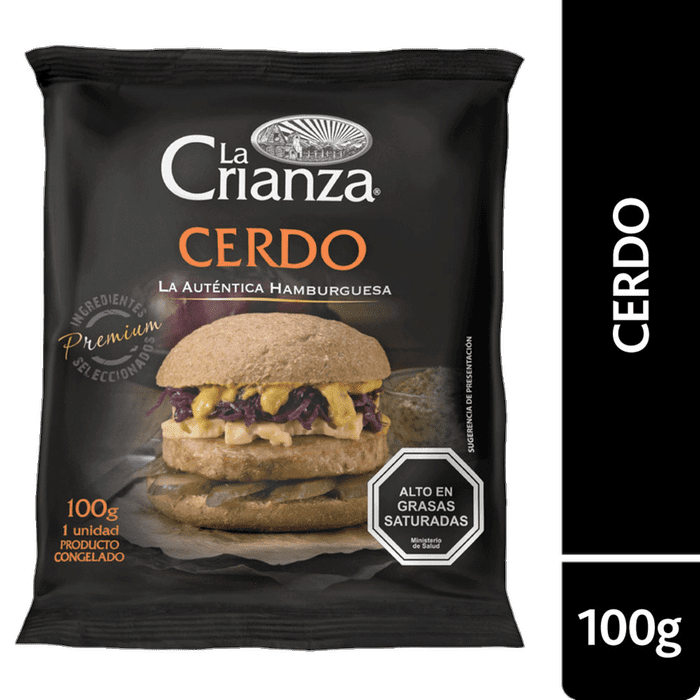 La
Crianza®
CERDO
LA AUTÉNTICA HAMBURGUESA
INGREDIENTES
Premium
SELECCIONADOS
SUGERENCIA DE PRESENTACIÓN
100g
1 unidad
PRODUCTO
CONGELADO
ALTO EN
GRASAS
SATURADAS
Ministerio
de Salud
CERDO
100g